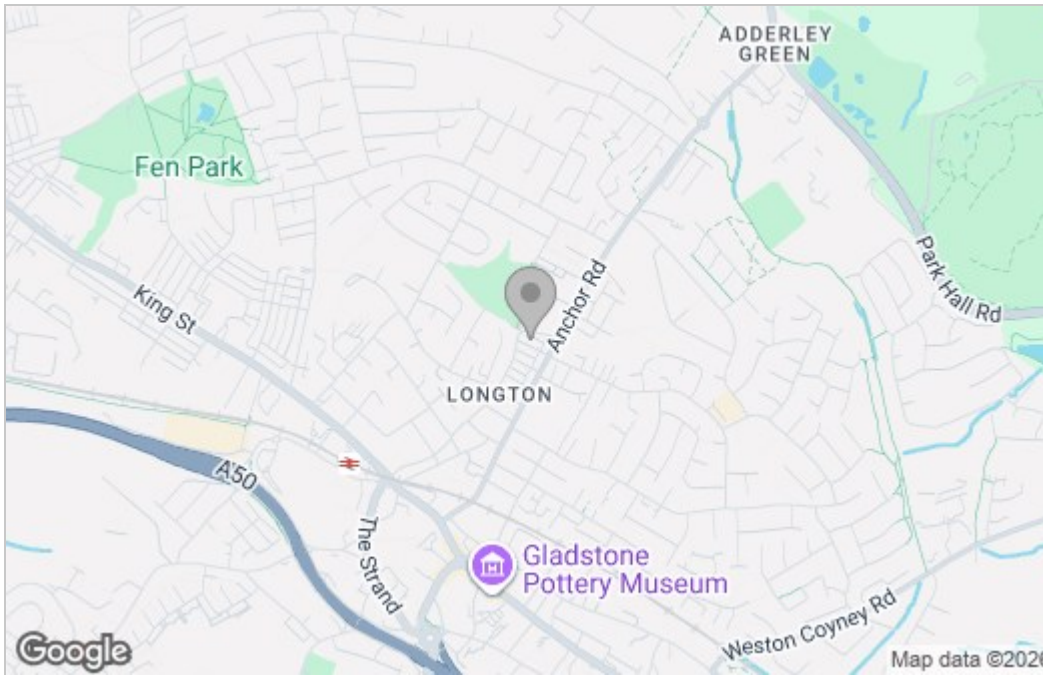 ADDERLEY
GREEN
Fen Park
Park Hall Rd
King St
Anchor Rd
LONGTON
A50
The Strand
Gladstone
Pottery Museum
Weston Coyney Rd
Google
Map data ©2026